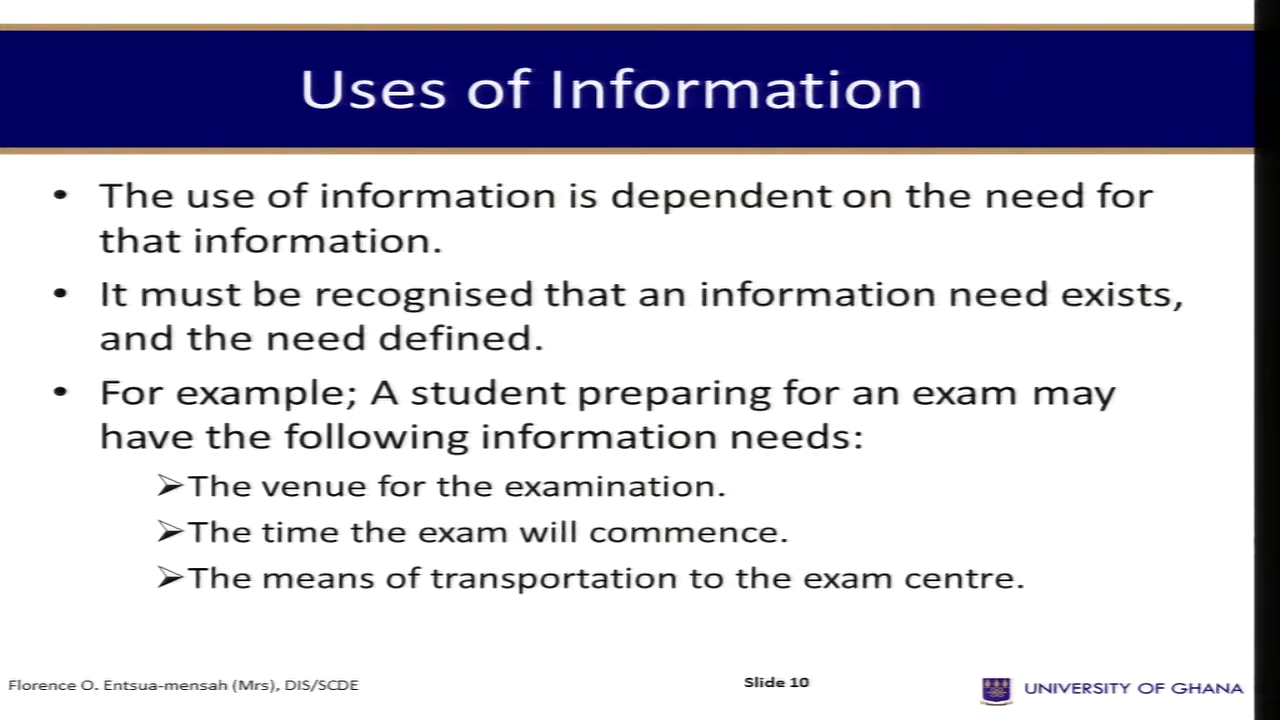 Uses of Information
• The use of information is dependent on the need for
that information.
• It must be recognised that an information need exists,
and the need defined.
• For example; A student preparing for an exam may
have the following information needs:
➢The venue for the examination.
➢The time the exam will commence.
➢The means of transportation to the exam centre.
Florence O. Entsua-mensah (Mrs), DIS/SCDE
Slide 10
UNIVERSITY OF GHANA